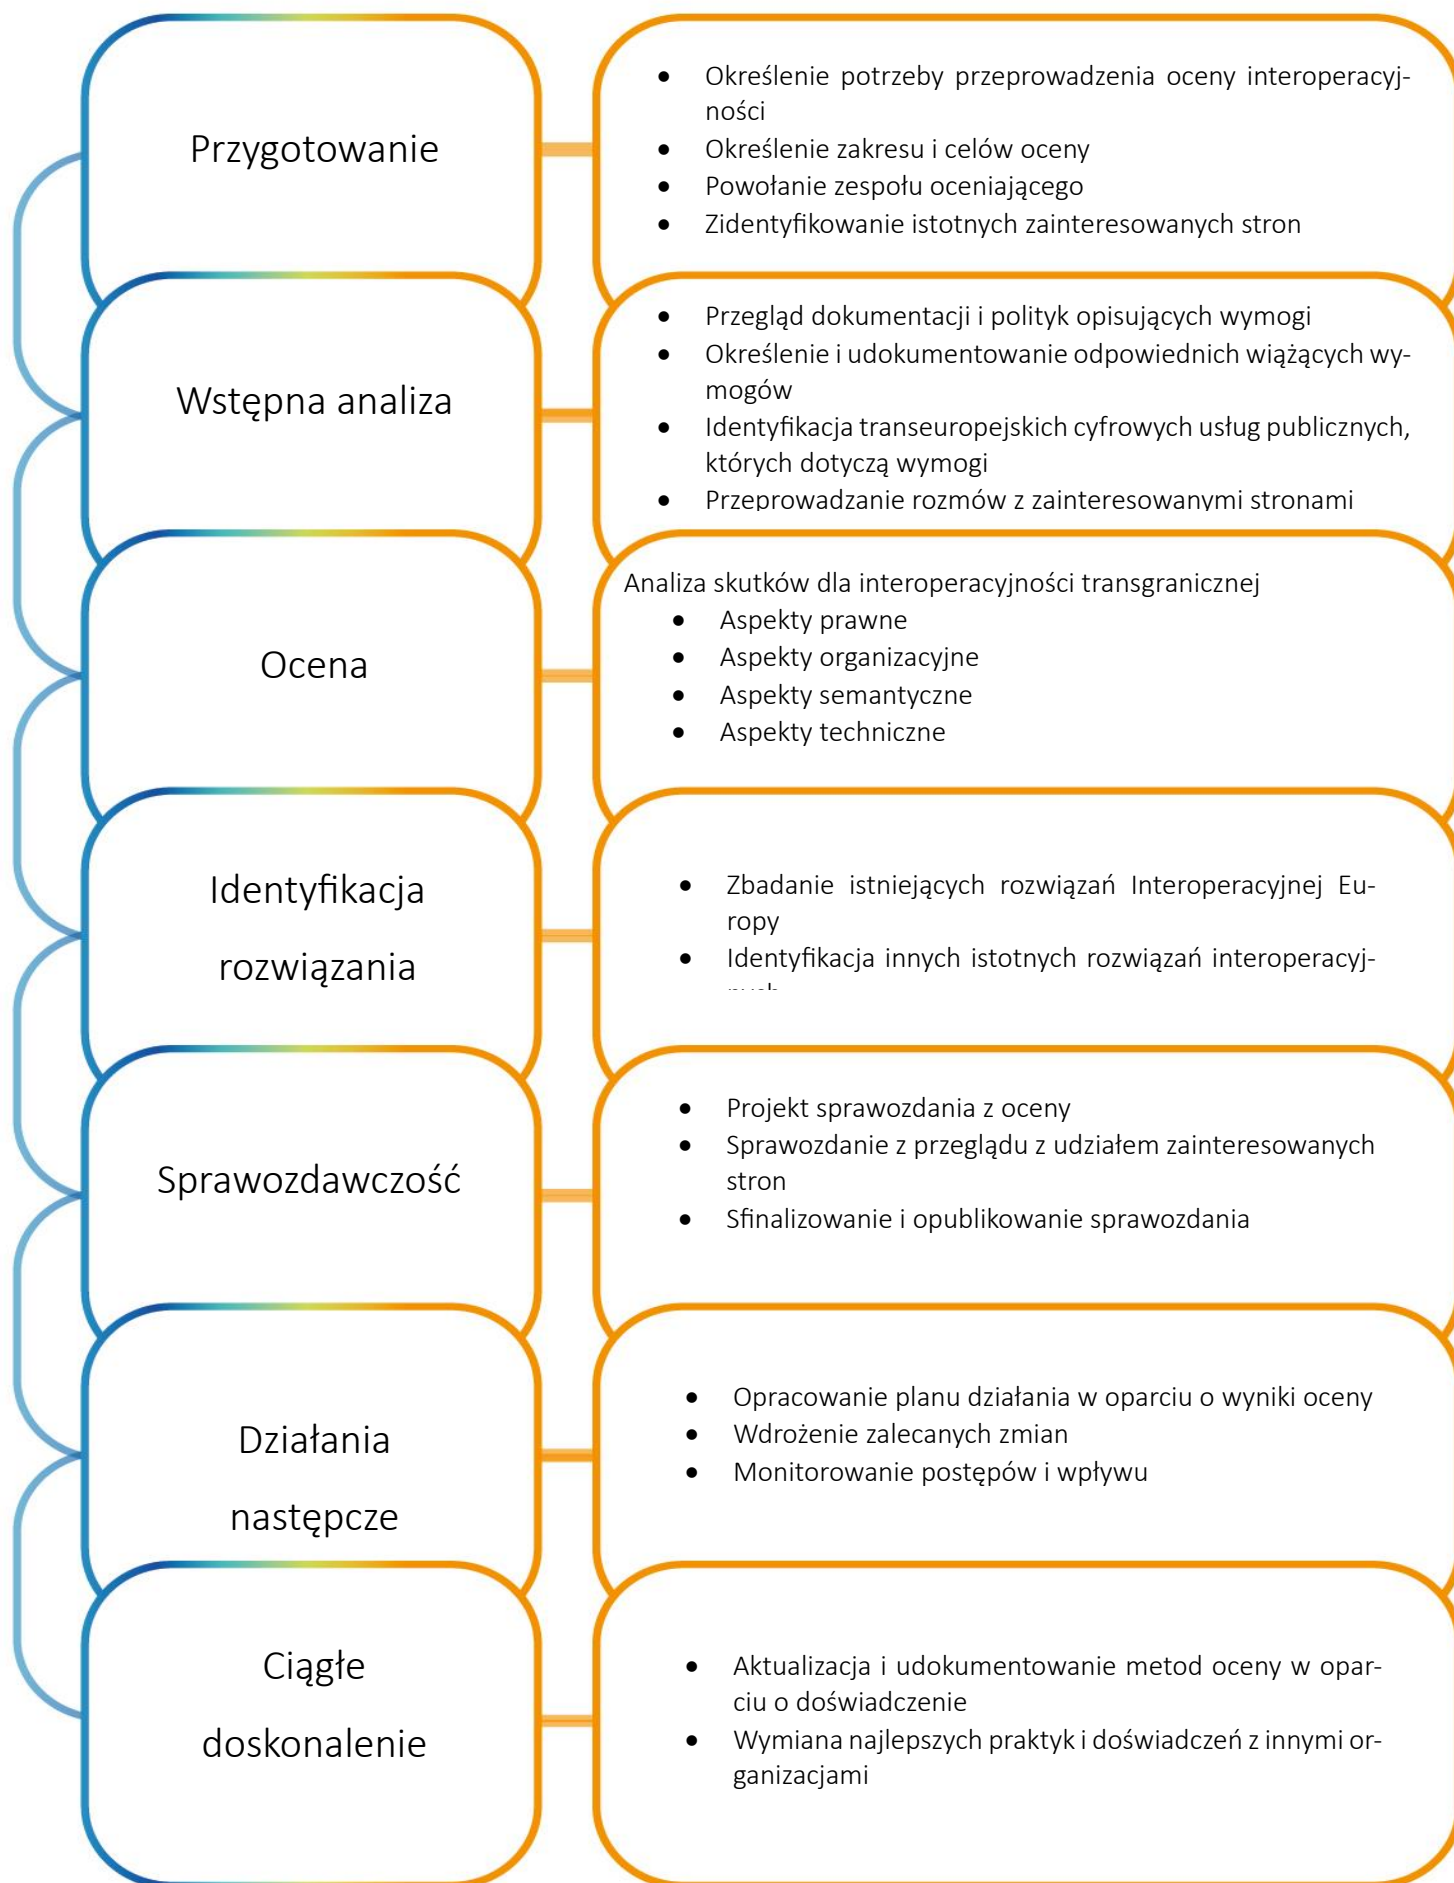 Przygotowanie
• Określenie potrzeby przeprowadzenia oceny interoperacyj-
ności
• Określenie zakresu i celów oceny
• Powołanie zespołu oceniającego
• Zidentyfikowanie istotnych zainteresowanych stron
Wstępna analiza
• Przegląd dokumentacji i polityk opisujących wymogi
• Określenie i udokumentowanie odpowiednich wiążących wy-
mogów
• Identyfikacja transeuropejskich cyfrowych usług publicznych,
których dotyczą wymogi
• Przeprowadzanie rozmów z zainteresowanymi stronami
Ocena
Analiza skutków dla interoperacyjności transgranicznej
• Aspekty prawne
• Aspekty organizacyjne
• Aspekty semantyczne
• Aspekty techniczne
Identyfikacja
rozwiązania
• Zbadanie istniejących rozwiązań Interoperacyjnej Eu-
ropy
• Identyfikacja innych istotnych rozwiązań interoperacyj-
Sprawozdawczość
• Projekt sprawozdania z oceny
• Sprawozdanie z przeglądu z udziałem zainteresowanych
stron
• Sfinalizowanie i opublikowanie sprawozdania
Działania
następcze
• Opracowanie planu działania w oparciu o wyniki oceny
• Wdrożenie zalecanych zmian
• Monitorowanie postępów i wpływu
Ciągłe
doskonalenie
• Aktualizacja i udokumentowanie metod oceny w opar-
ciu o doświadczenie
• Wymiana najlepszych praktyk i doświadczeń z innymi or-
ganizacjami